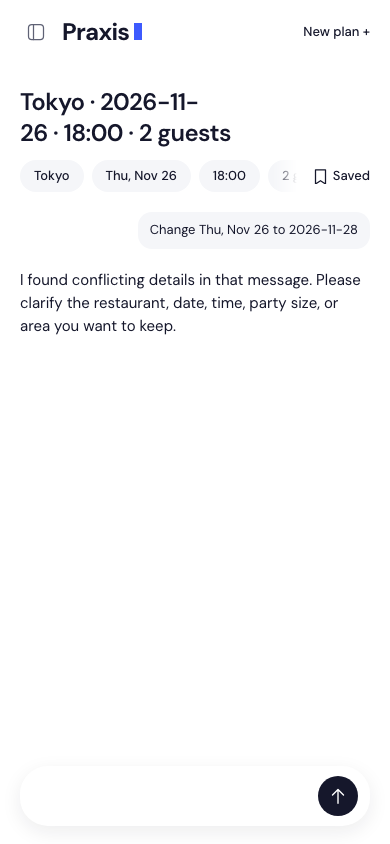 Praxis
New plan +
Tokyo · 2026-11-
26 · 18:00 · 2 guests
Tokyo
Thu, Nov 26
18:00
2
Saved
Change Thu, Nov 26 to 2026-11-28
I found conflicting details in that message. Please
clarify the restaurant, date, time, party size, or
area you want to keep.